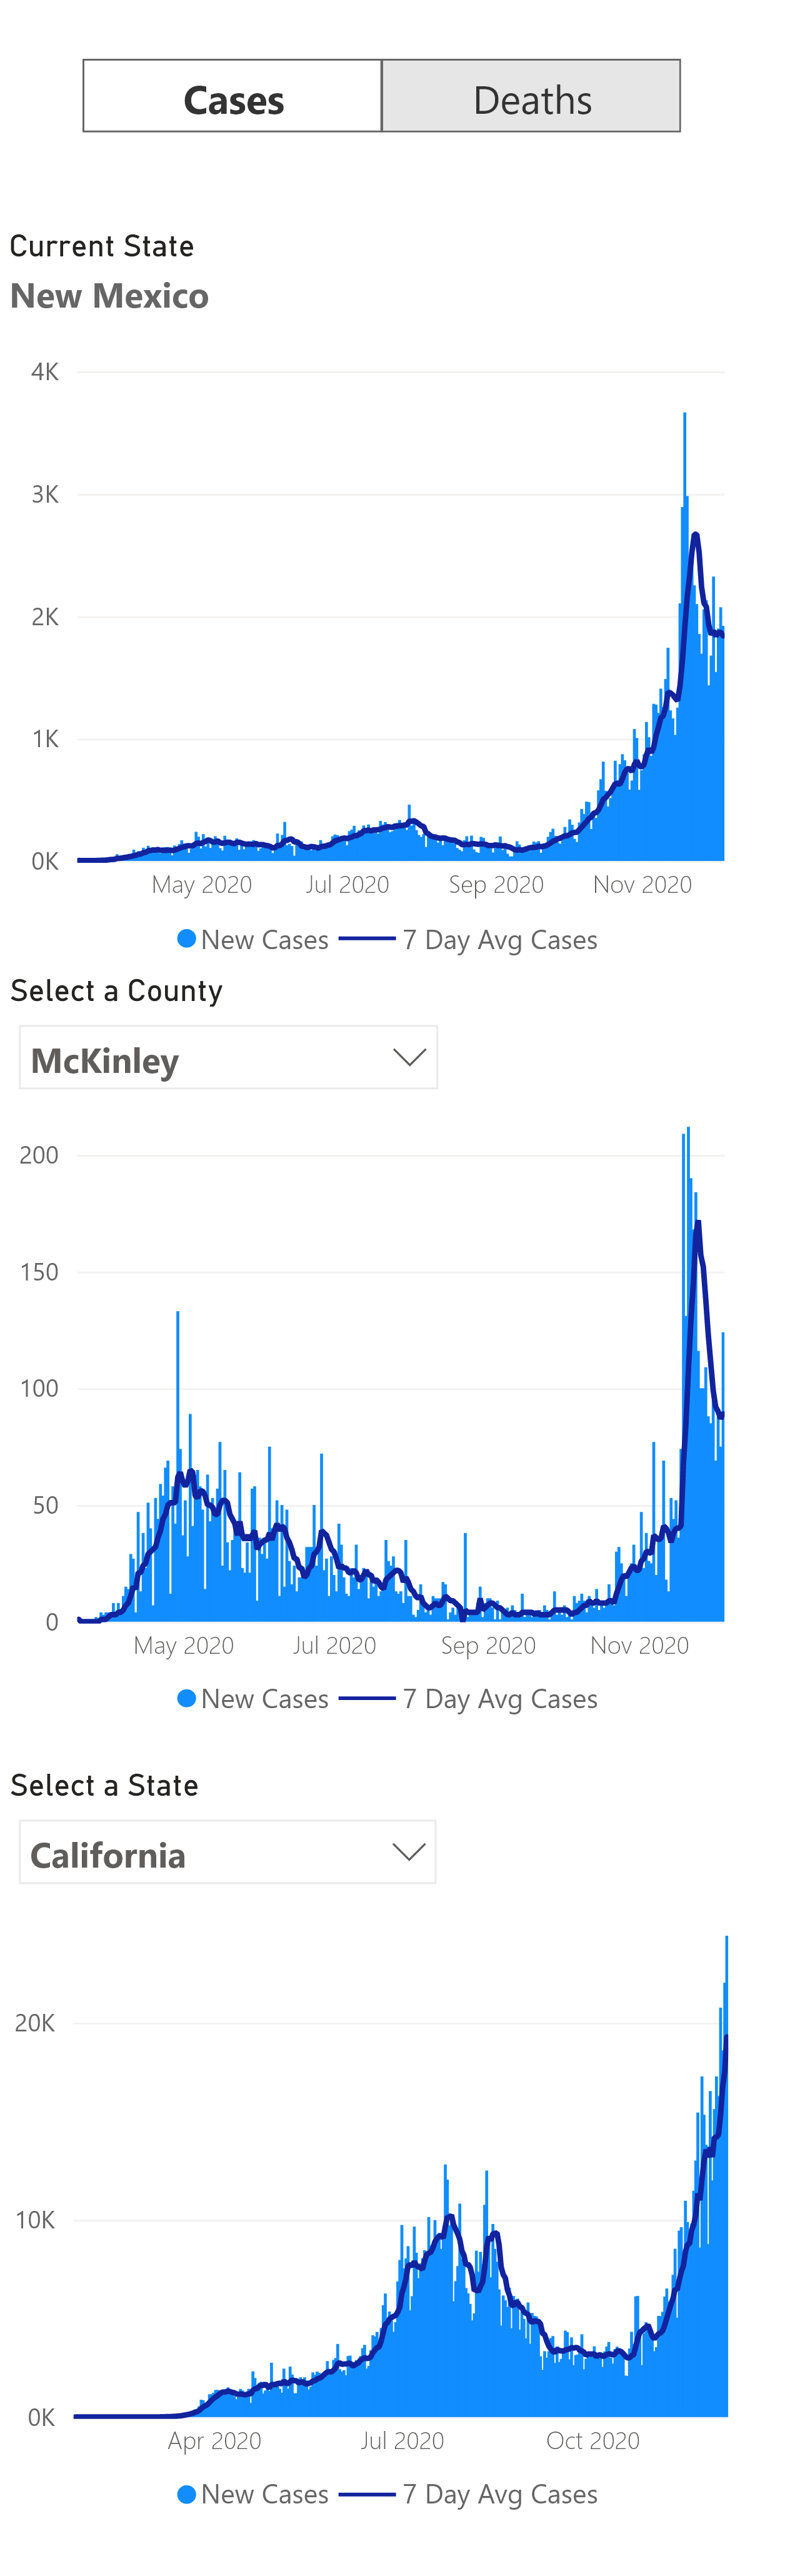 Cases Deaths
Current State
New Mexico
4K
3K
2K
1K
0K
May 2020 Jul 2020 Sep 2020 Nov 2020
New Cases 7 Day Avg Cases
Select a County
McKinley
200
150
100
50
0
May 2020 Jul 2020 Sep 2020 Nov 2020
New Cases 7 Day Avg Cases
Select a State
California
20K
10K
0K
Apr 2020 Jul 2020 Oct 2020
New Cases 7 Day Avg Cases